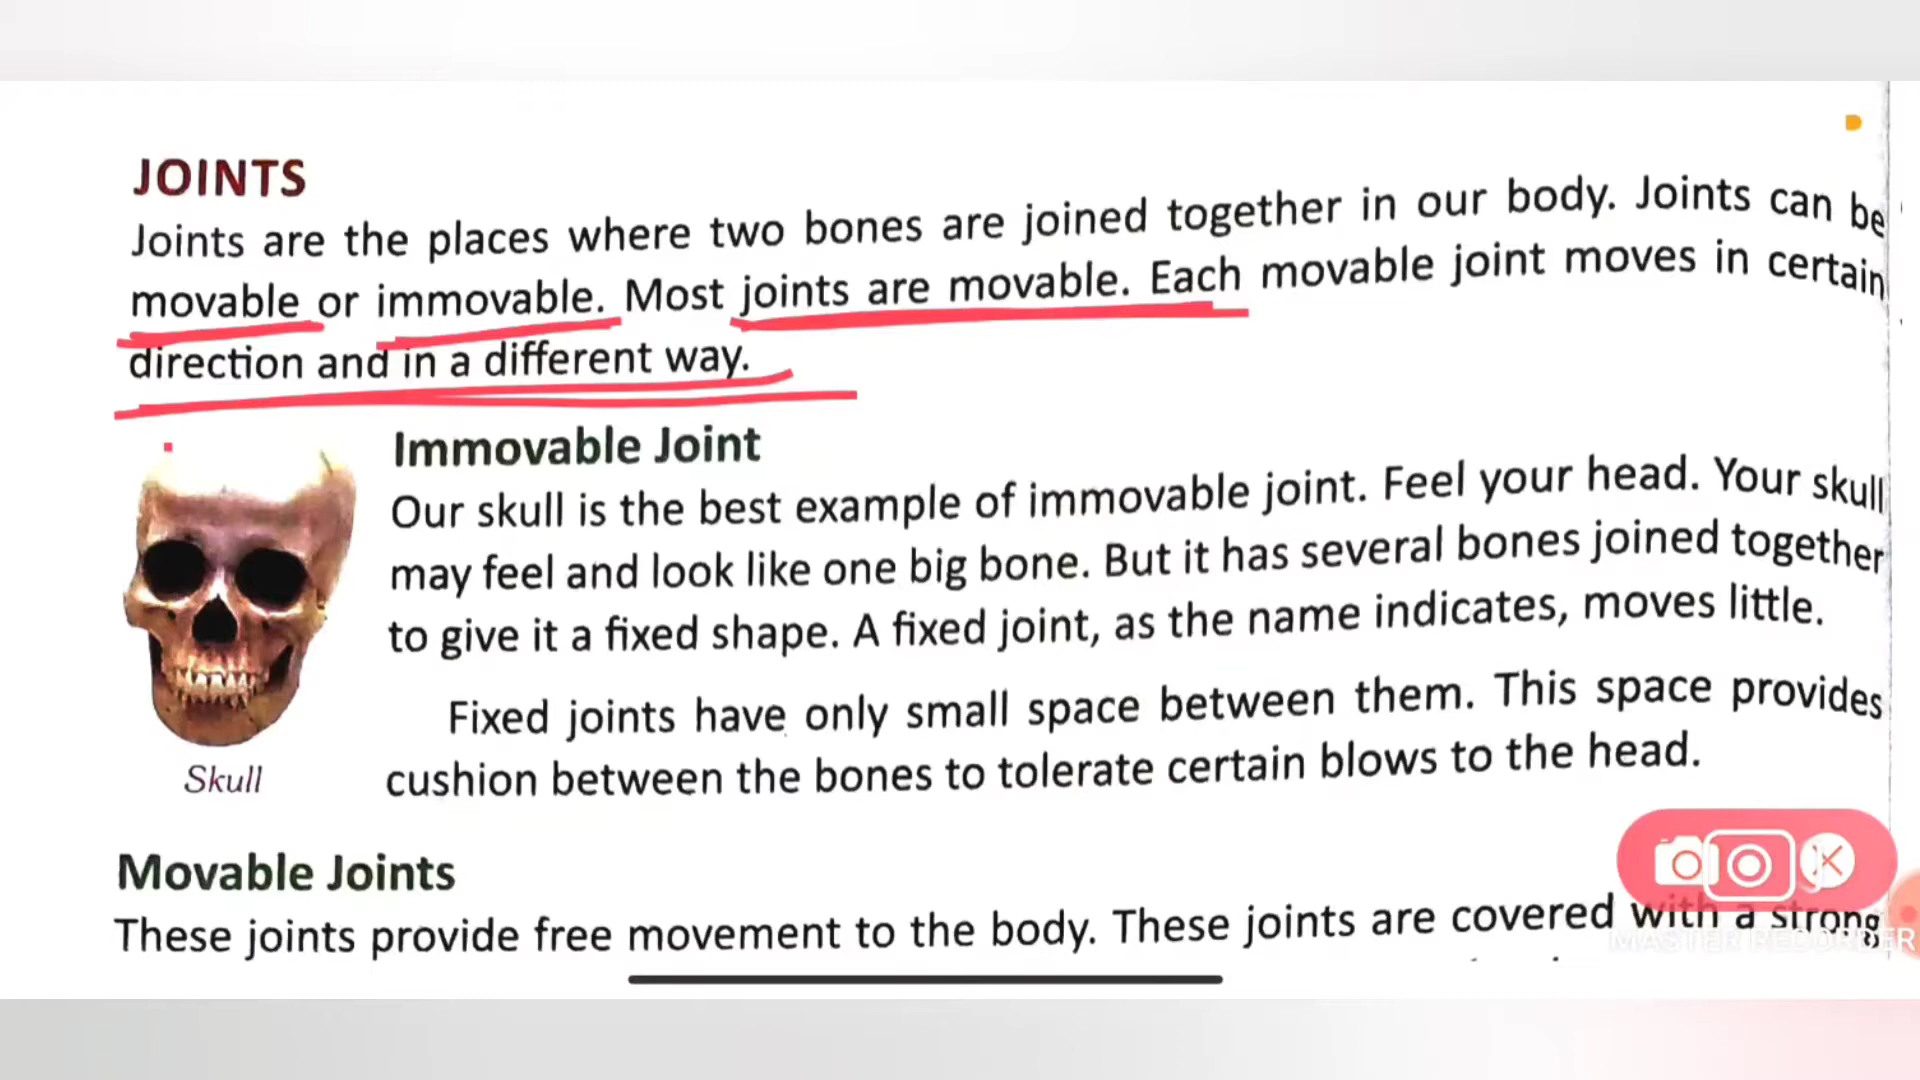 JOINTS
Joints are the places where two bones are joined together in our body. Joints can be
movable or immovable. Most joints are movable. Each movable joint moves in certain
direction and in a different way.
Immovable Joint
Our skull is the best example of immovable joint. Feel your head. Your skull
may feel and look like one big bone. But it has several bones joined together
to give it a fixed shape. A fixed joint, as the name indicates, moves little.
Fixed joints have only small space between them. This space provides
cushion between the bones to tolerate certain blows to the head.
Skull
Movable Joints
These joints provide free movement to the body. These joints are covered with a strong
MASTER RECORDER